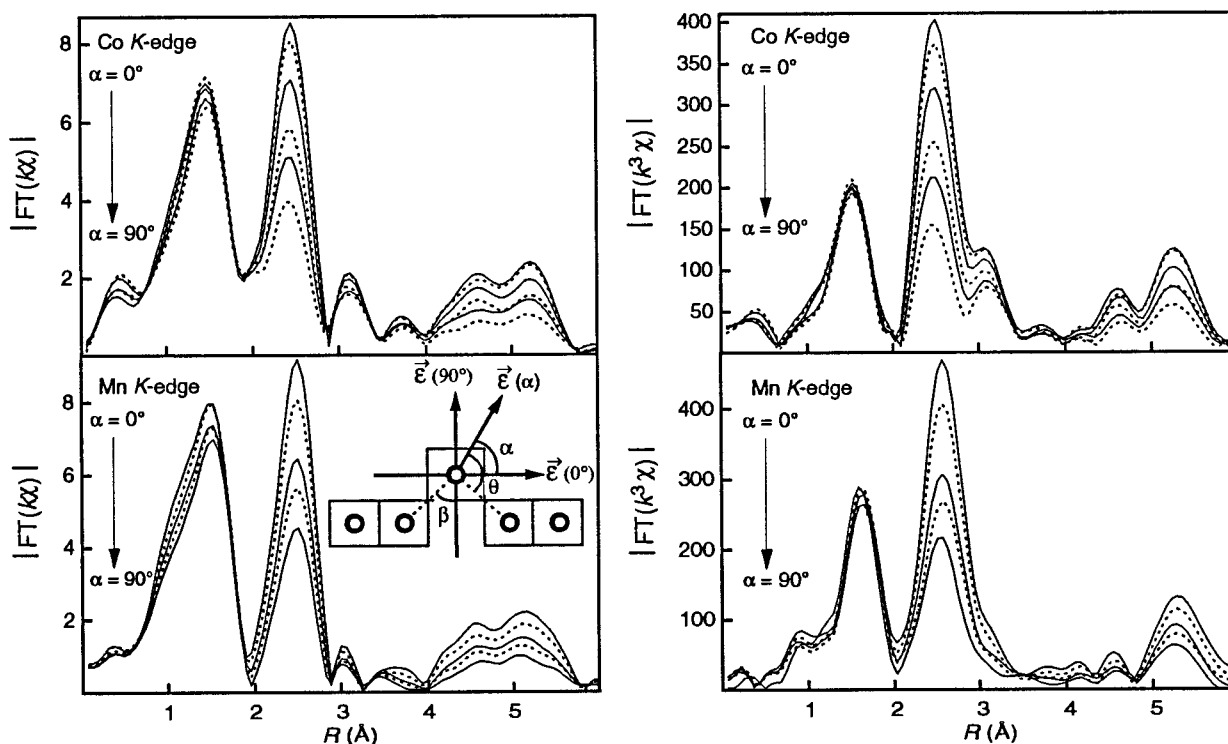 | FT(kχ) |
8
6
4
2
Co K-edge
α = 0°
α = 90°
| FT(k³ χ) |
400
350
300
250
200
150
100
50
Co K-edge
α = 0°
α = 90°
| FT(kχ) |
8
6
4
2
Mn K-edge
α = 0°
α = 90°
ε⃗ (90°)
ε⃗ (α)
α
ε⃗ (0°)
θ
β
1 2 3 4 5
R (Å)
| FT(k³ χ) |
400
300
200
100
Mn K-edge
α = 0°
α = 90°
1 2 3 4 5
R (Å)